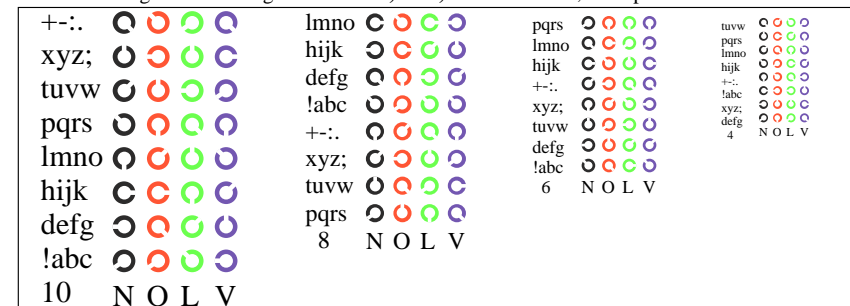 +-:.
xyz;
tuvw
pqrs
lmno
hijk
defg
!abc
10 N O L V
lmno
hijk
defg
!abc
+-:.
xyz;
tuvw
pqrs
8 N O L V
pqrs
lmno
hijk
+-:.
xyz;
tuvw
defg
!abc
6 N O L V
tuvw
pqrs
lmno
hijk
+-:.
!abc
xyz;
defg
4 N O L V